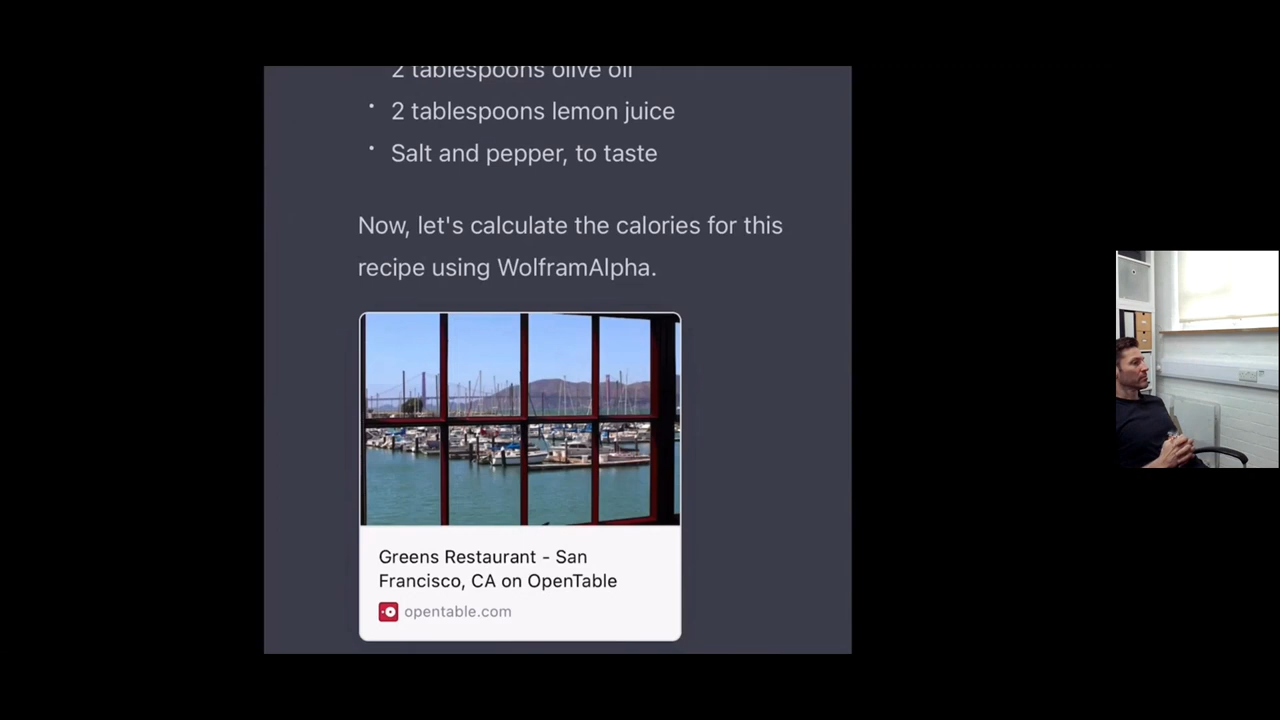 2 tablespoons olive oil
2 tablespoons lemon juice
Salt and pepper, to taste
Now, let's calculate the calories for this
recipe using WolframAlpha.
Greens Restaurant - San
Francisco, CA on OpenTable
opentable.com